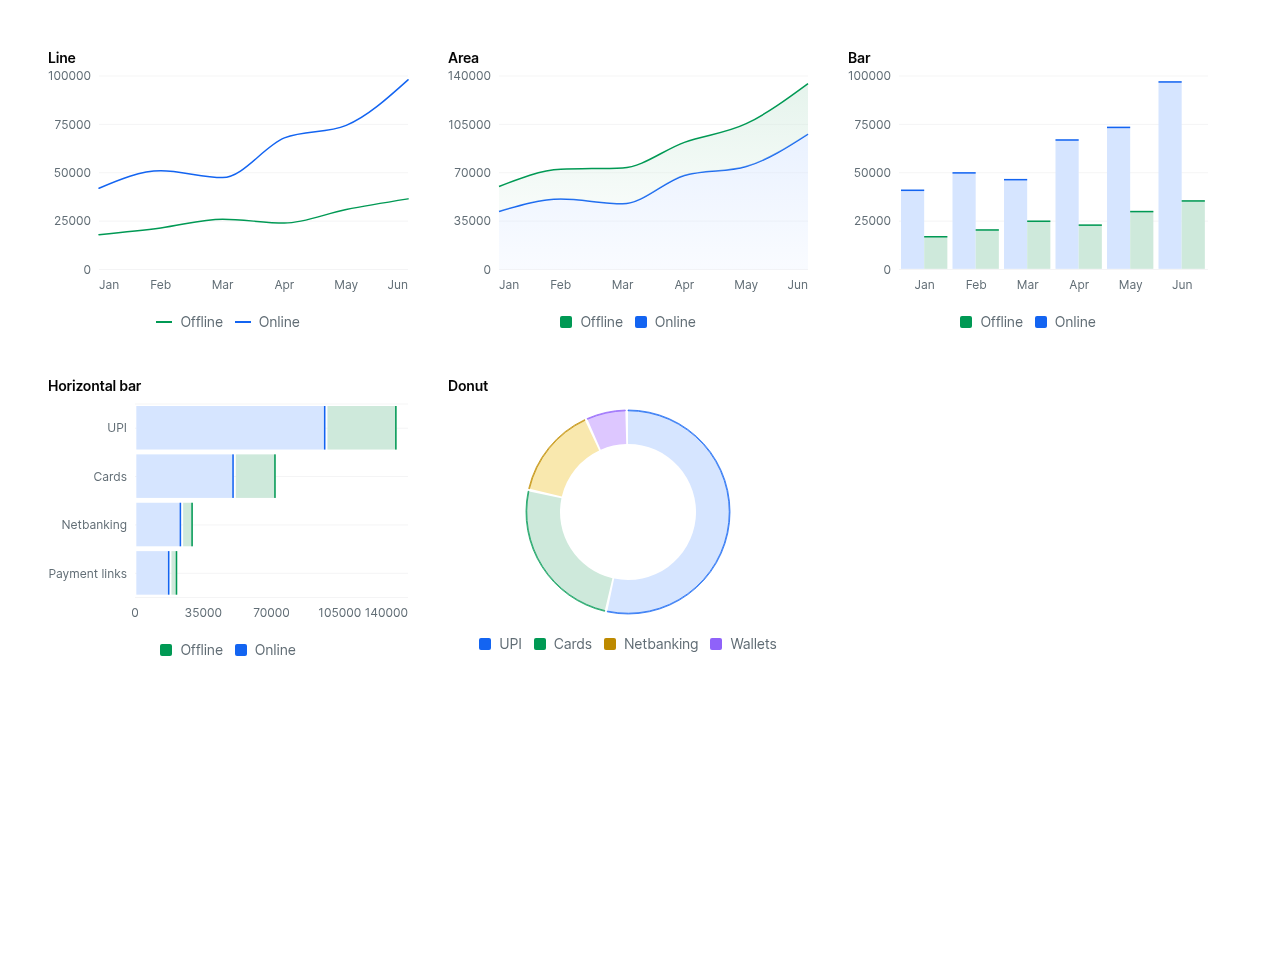 Line
100000
75000
50000
25000
0
Jan Feb Mar Apr May Jun
Offline Online
Area
140000
105000
70000
35000
0
Jan Feb Mar Apr May Jun
Offline Online
Bar
100000
75000
50000
25000
0
Jan Feb Mar Apr May Jun
Offline Online
Horizontal bar
UPI
Cards
Netbanking
Payment links
0 35000 70000 105000 140000
Offline Online
Donut
UPI Cards Netbanking Wallets